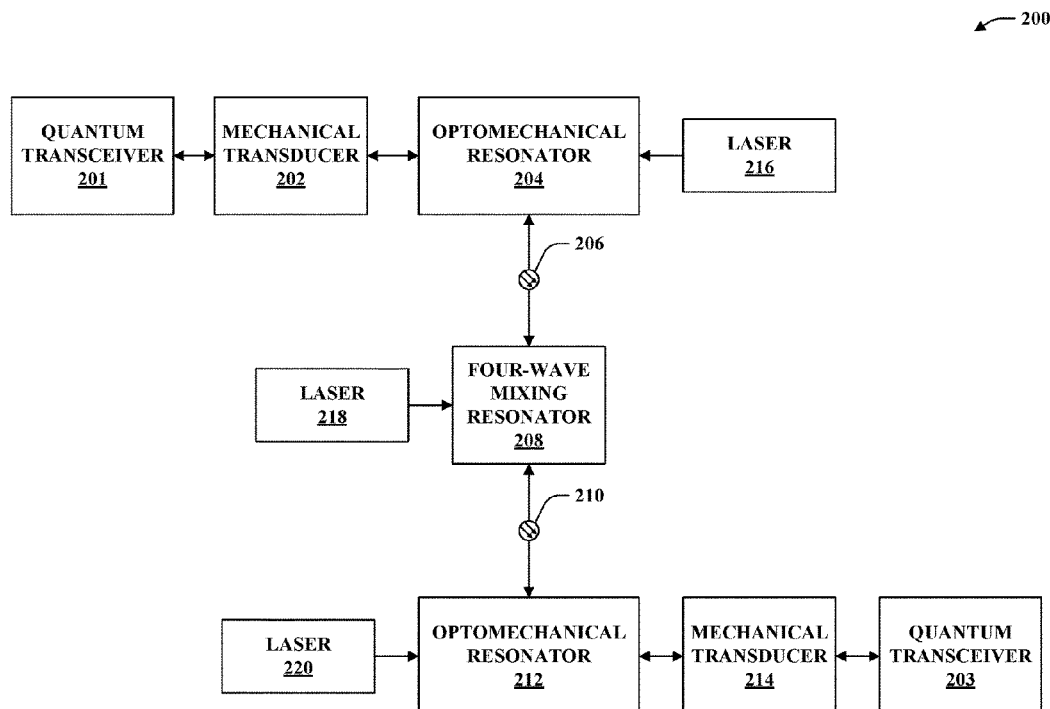 200
QUANTUM
TRANSCEIVER
201
MECHANICAL
TRANSDUCER
202
OPTOMECHANICAL
RESONATOR
204
LASER
216
206
LASER
218
FOUR-WAVE
MIXING
RESONATOR
208
210
LASER
220
OPTOMECHANICAL
RESONATOR
212
MECHANICAL
TRANSDUCER
214
QUANTUM
TRANSCEIVER
203